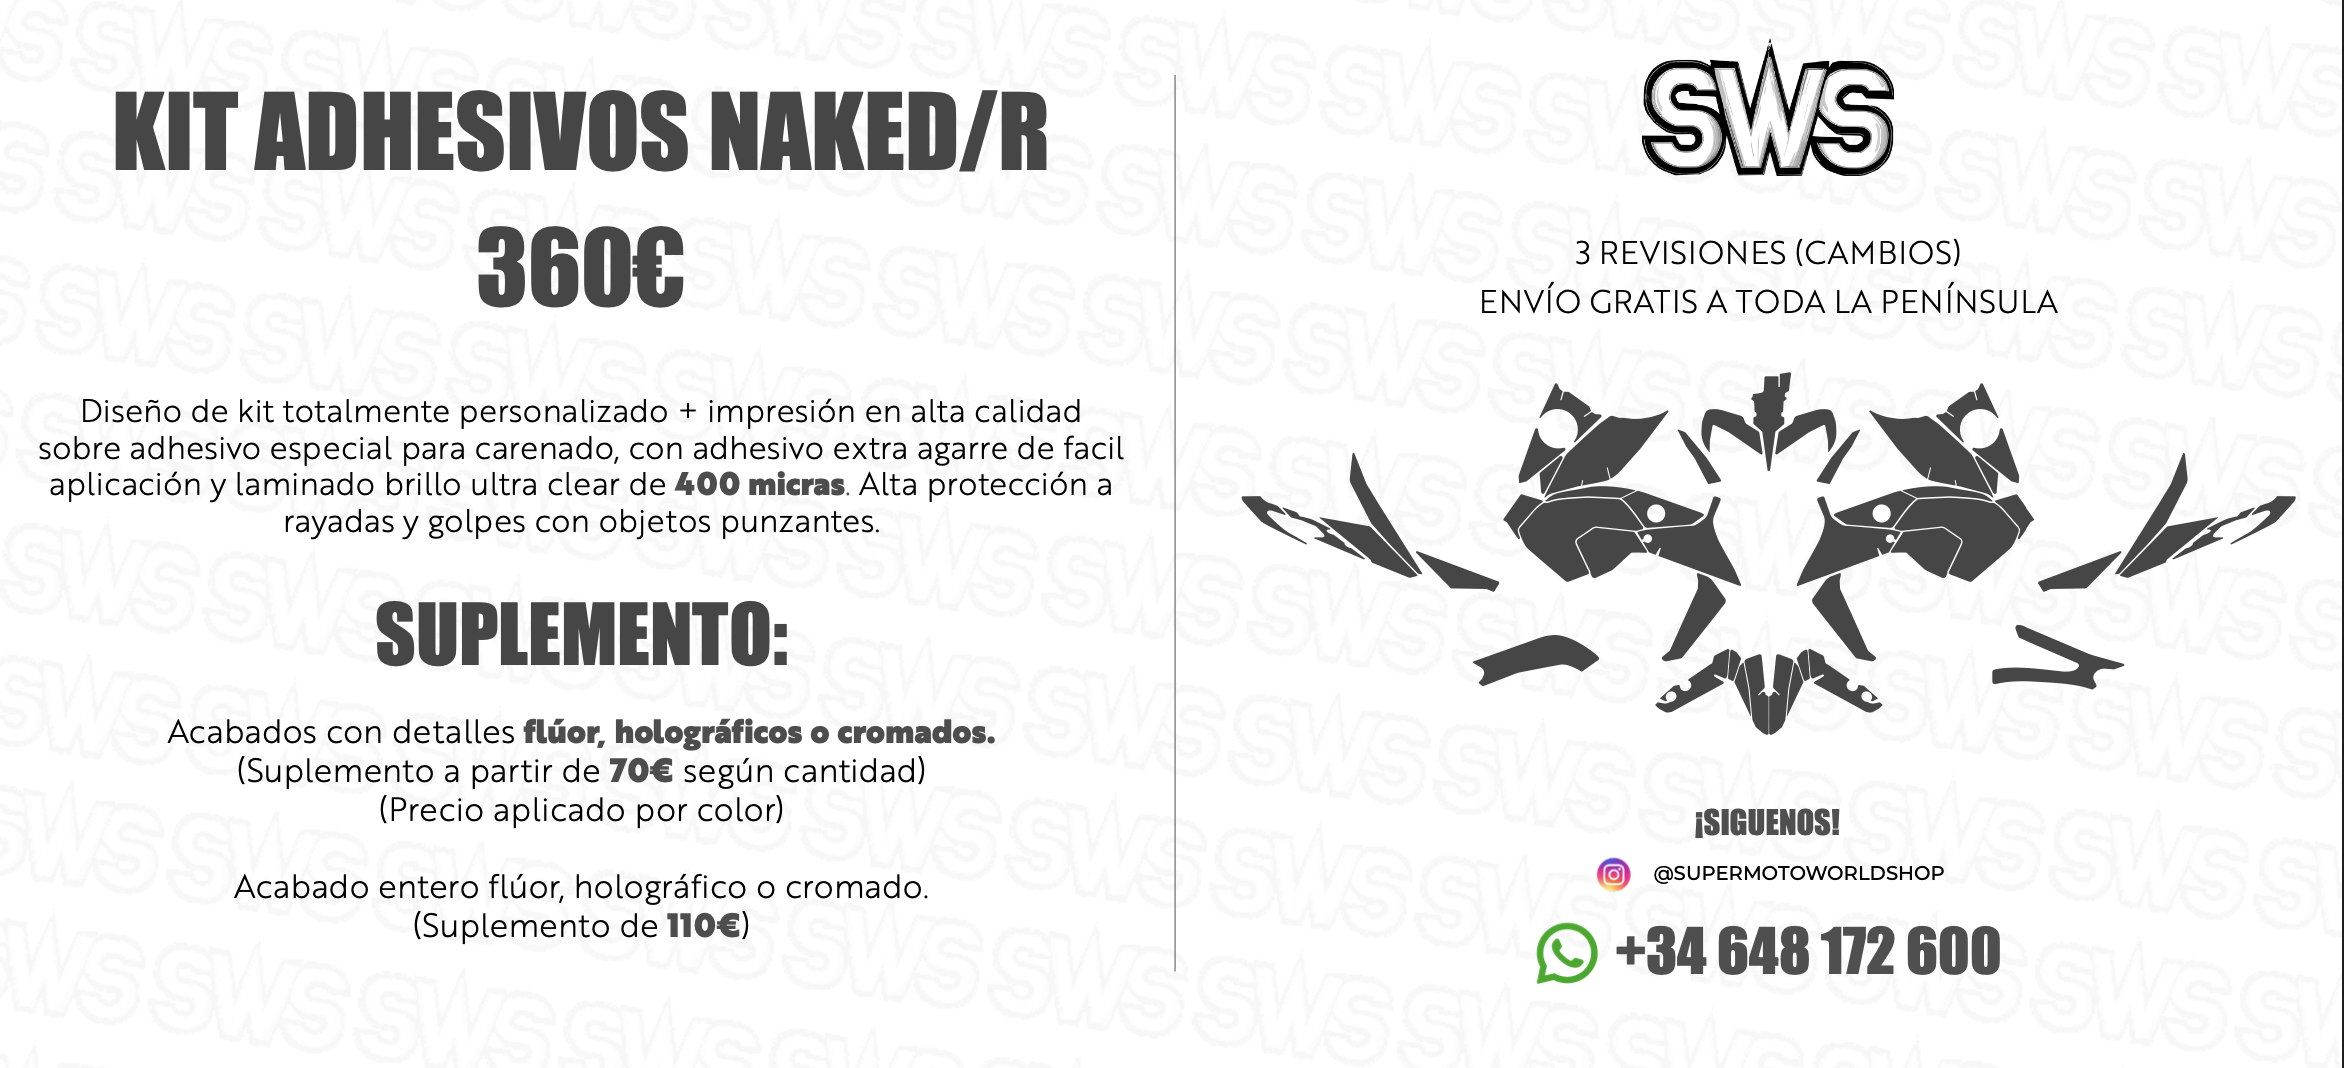 KIT ADHESIVOS NAKED/R
360€
Diseño de kit totalmente personalizado + impresión en alta calidad
sobre adhesivo especial para carenado, con adhesivo extra agarre de facil
aplicación y laminado brillo ultra clear de 400 micras. Alta protección a
rayadas y golpes con objetos punzantes.
SUPLEMENTO:
Acabados con detalles flúor, holográficos o cromados.
(Suplemento a partir de 70€ según cantidad)
(Precio aplicado por color)
Acabado entero flúor, holográfico o cromado.
(Suplemento de 110€)
SWS
3 REVISIONES (CAMBIOS)
ENVÍO GRATIS A TODA LA PENÍNSULA
¡SIGUENOS!
@SUPERMOTOWORLDSHOP
+34 648 172 600